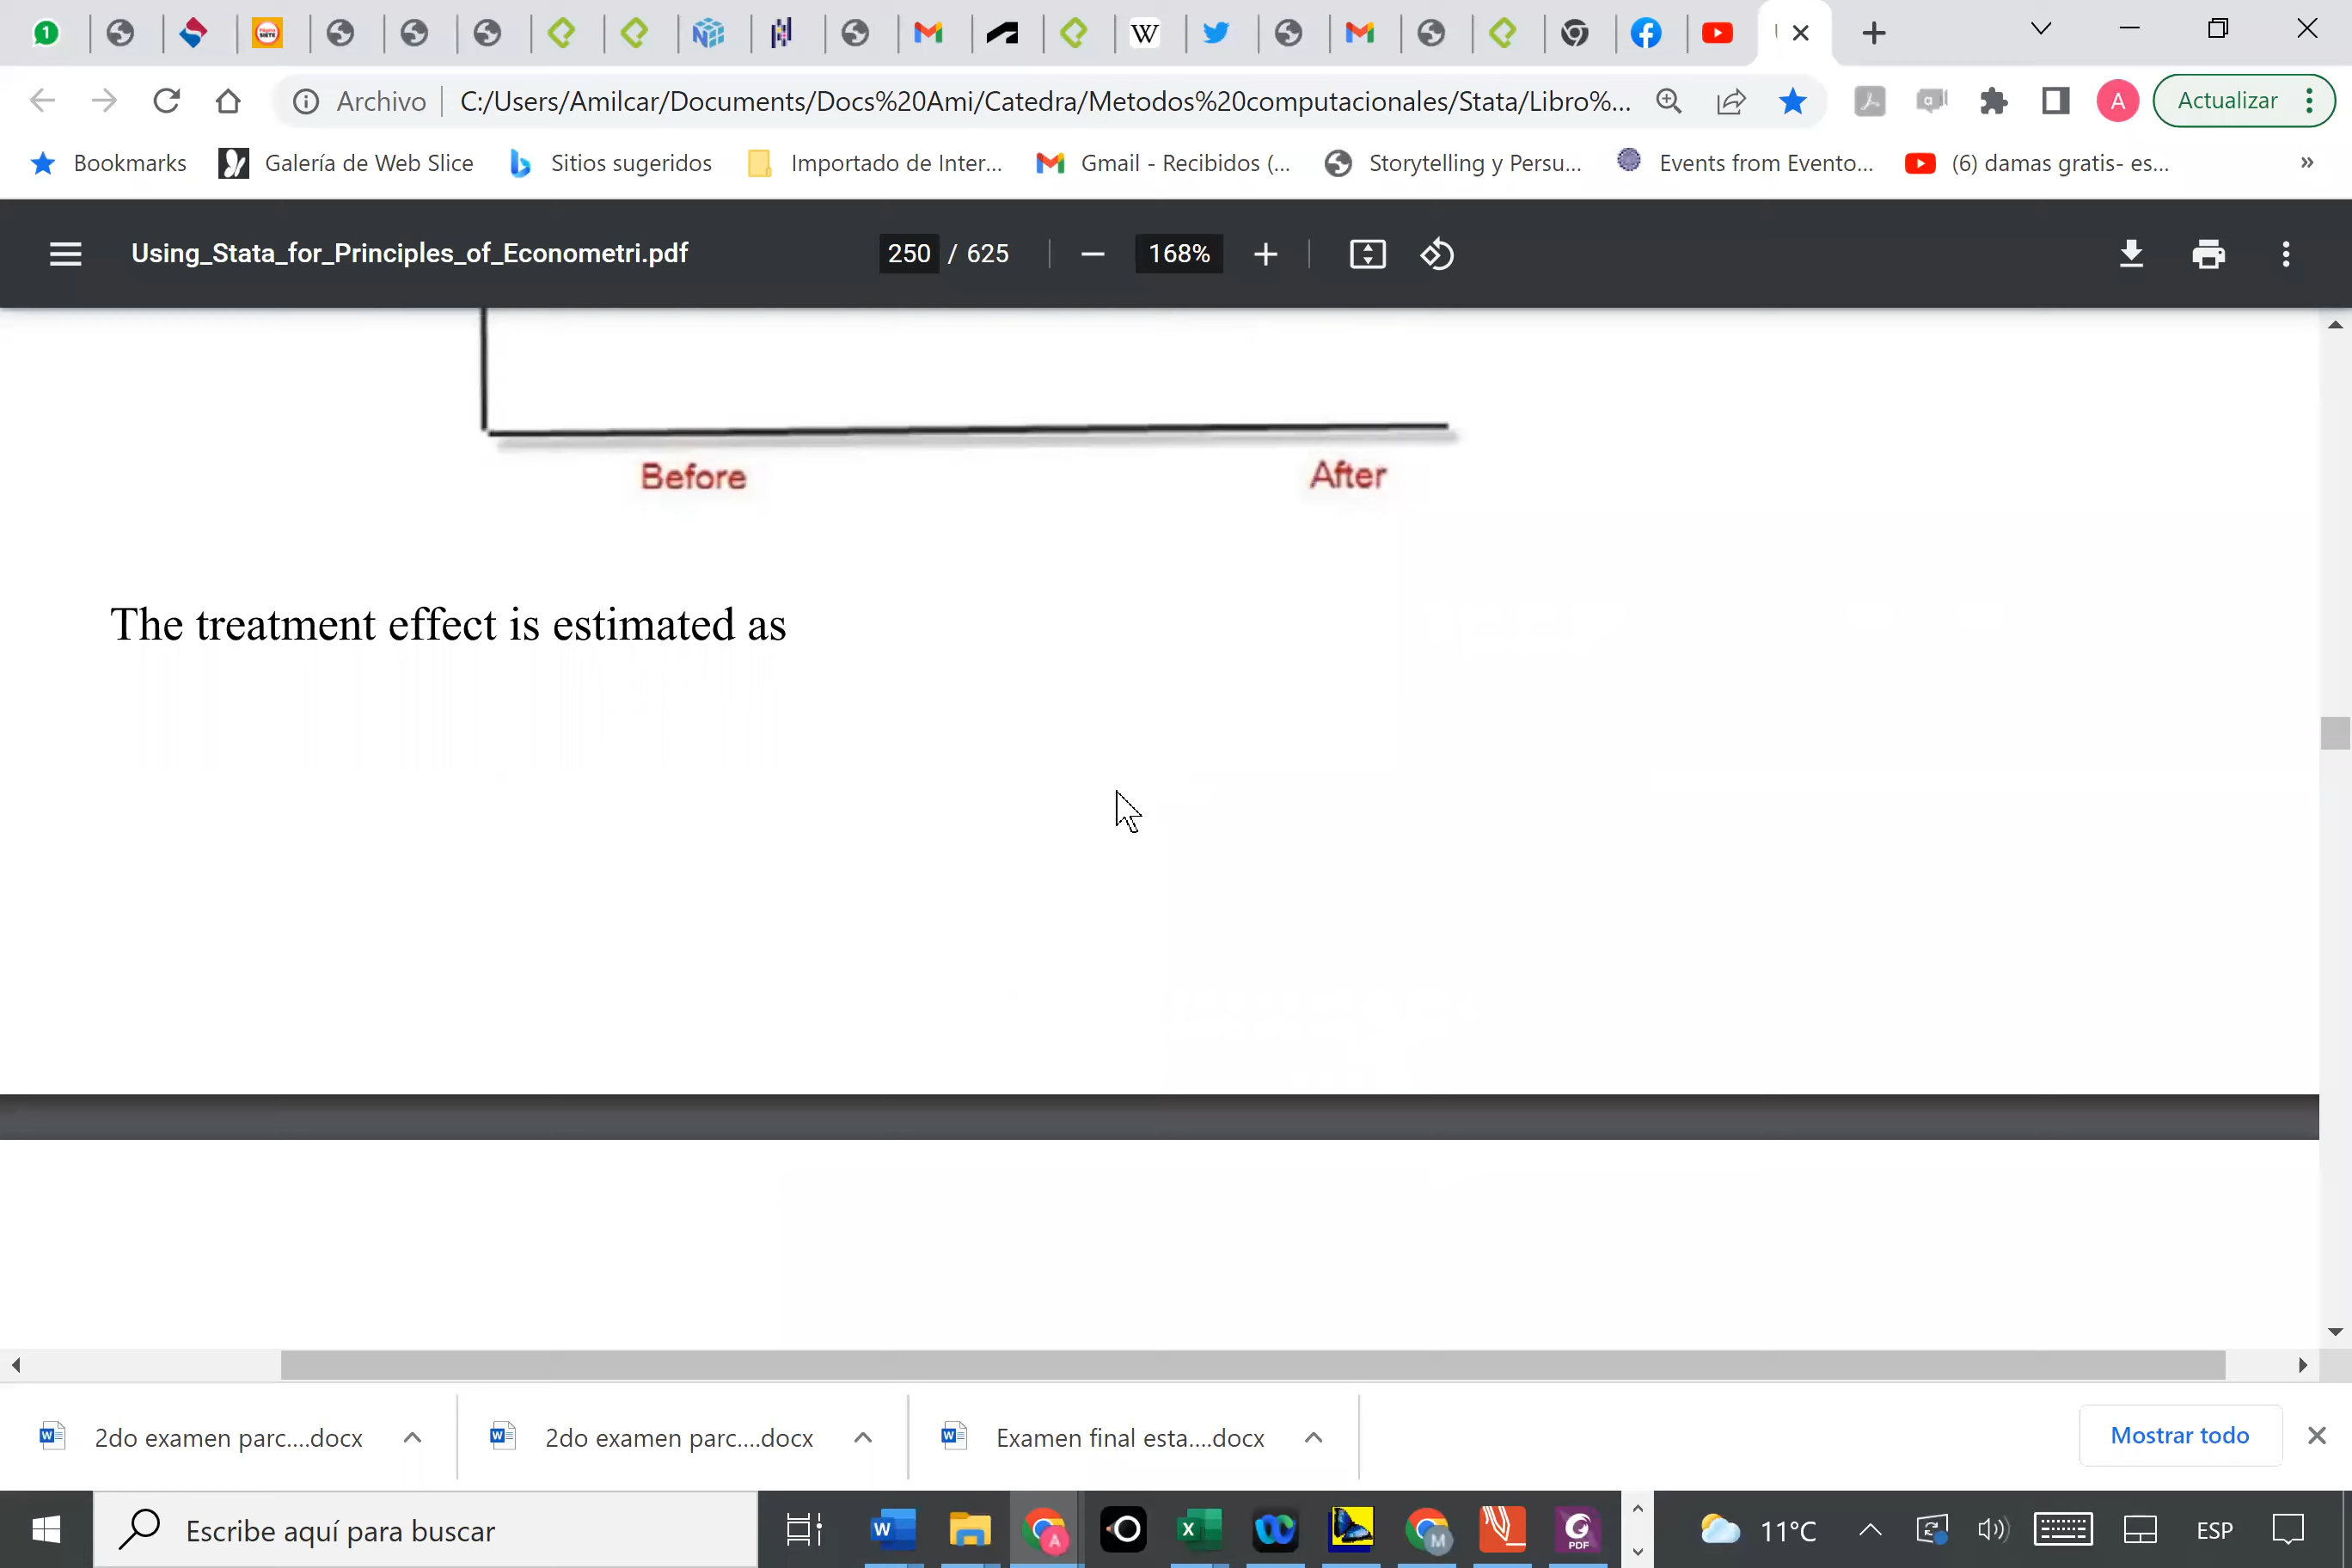 1
Archivo
C:/Users/Amilcar/Documents/Docs%20Ami/Catedra/Metodos%20computacionales/Stata/Libro%...
A
Actualizar
Bookmarks
Galería de Web Slice
Sitios sugeridos
Importado de Inter...
Gmail - Recibidos (...
Storytelling y Persu...
Events from Evento...
(6) damas gratis- es...
»
Using_Stata_for_Principles_of_Econometri.pdf
250 / 625
168%
Before
After
The treatment effect is estimated as
2do examen parc....docx
2do examen parc....docx
Examen final esta....docx
Mostrar todo
Escribe aquí para buscar
11°C
ESP